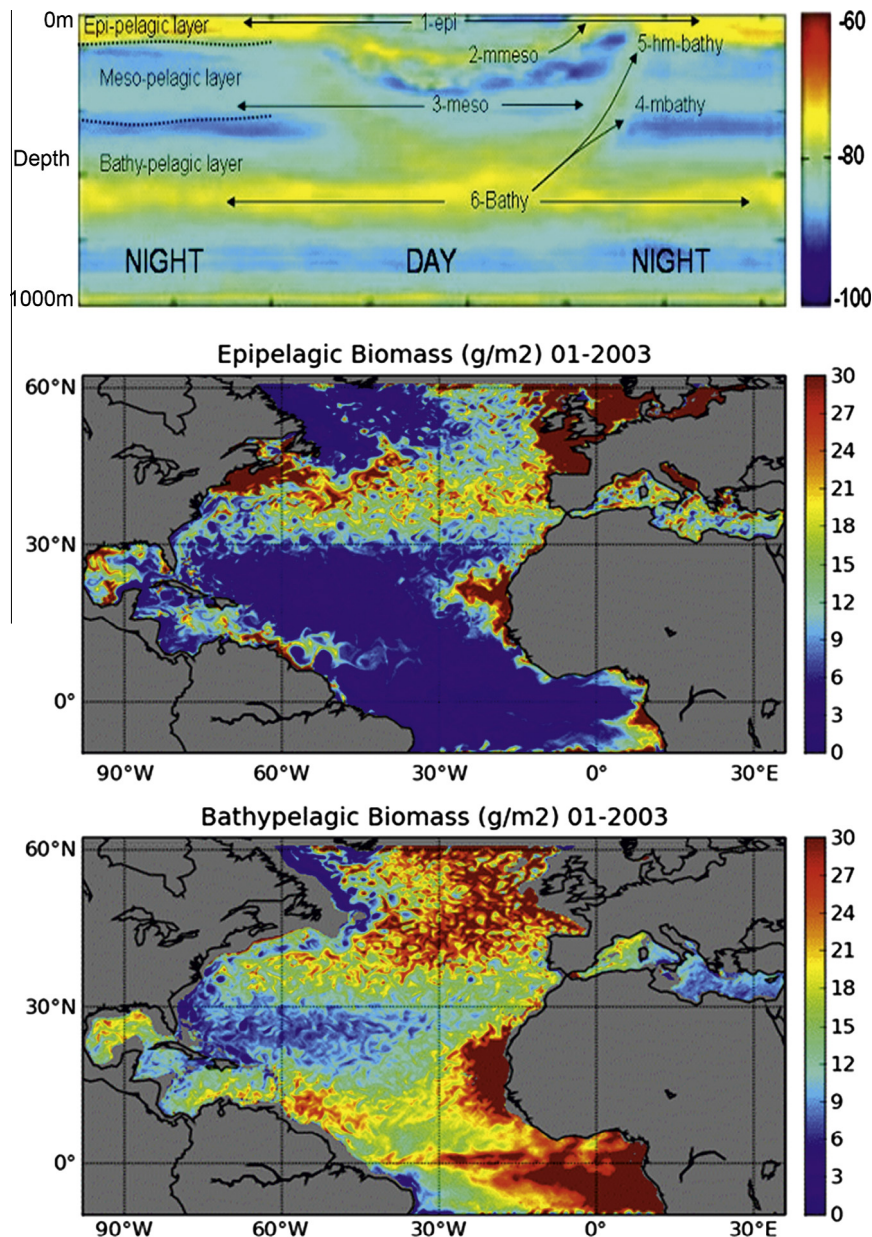 0m
Epi-pelagic layer
1-epi
2-mmeso
5-hm-bathy
Meso-pelagic layer
3-meso
4-mbathy
Depth
Bathy-pelagic layer
6-Bathy
NIGHT DAY NIGHT
1000m
-60
-80
-100
Epipelagic Biomass (g/m2) 01-2003
60°N
30°N
0°
90°W 60°W 30°W 0° 30°E
30
27
24
21
18
15
12
9
6
3
0
Bathypelagic Biomass (g/m2) 01-2003
60°N
30°N
0°
90°W 60°W 30°W 0° 30°E
30
27
24
21
18
15
12
9
6
3
0